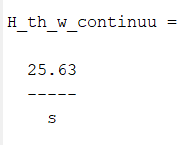 H_th_w_continuu =
25.63
-----
s